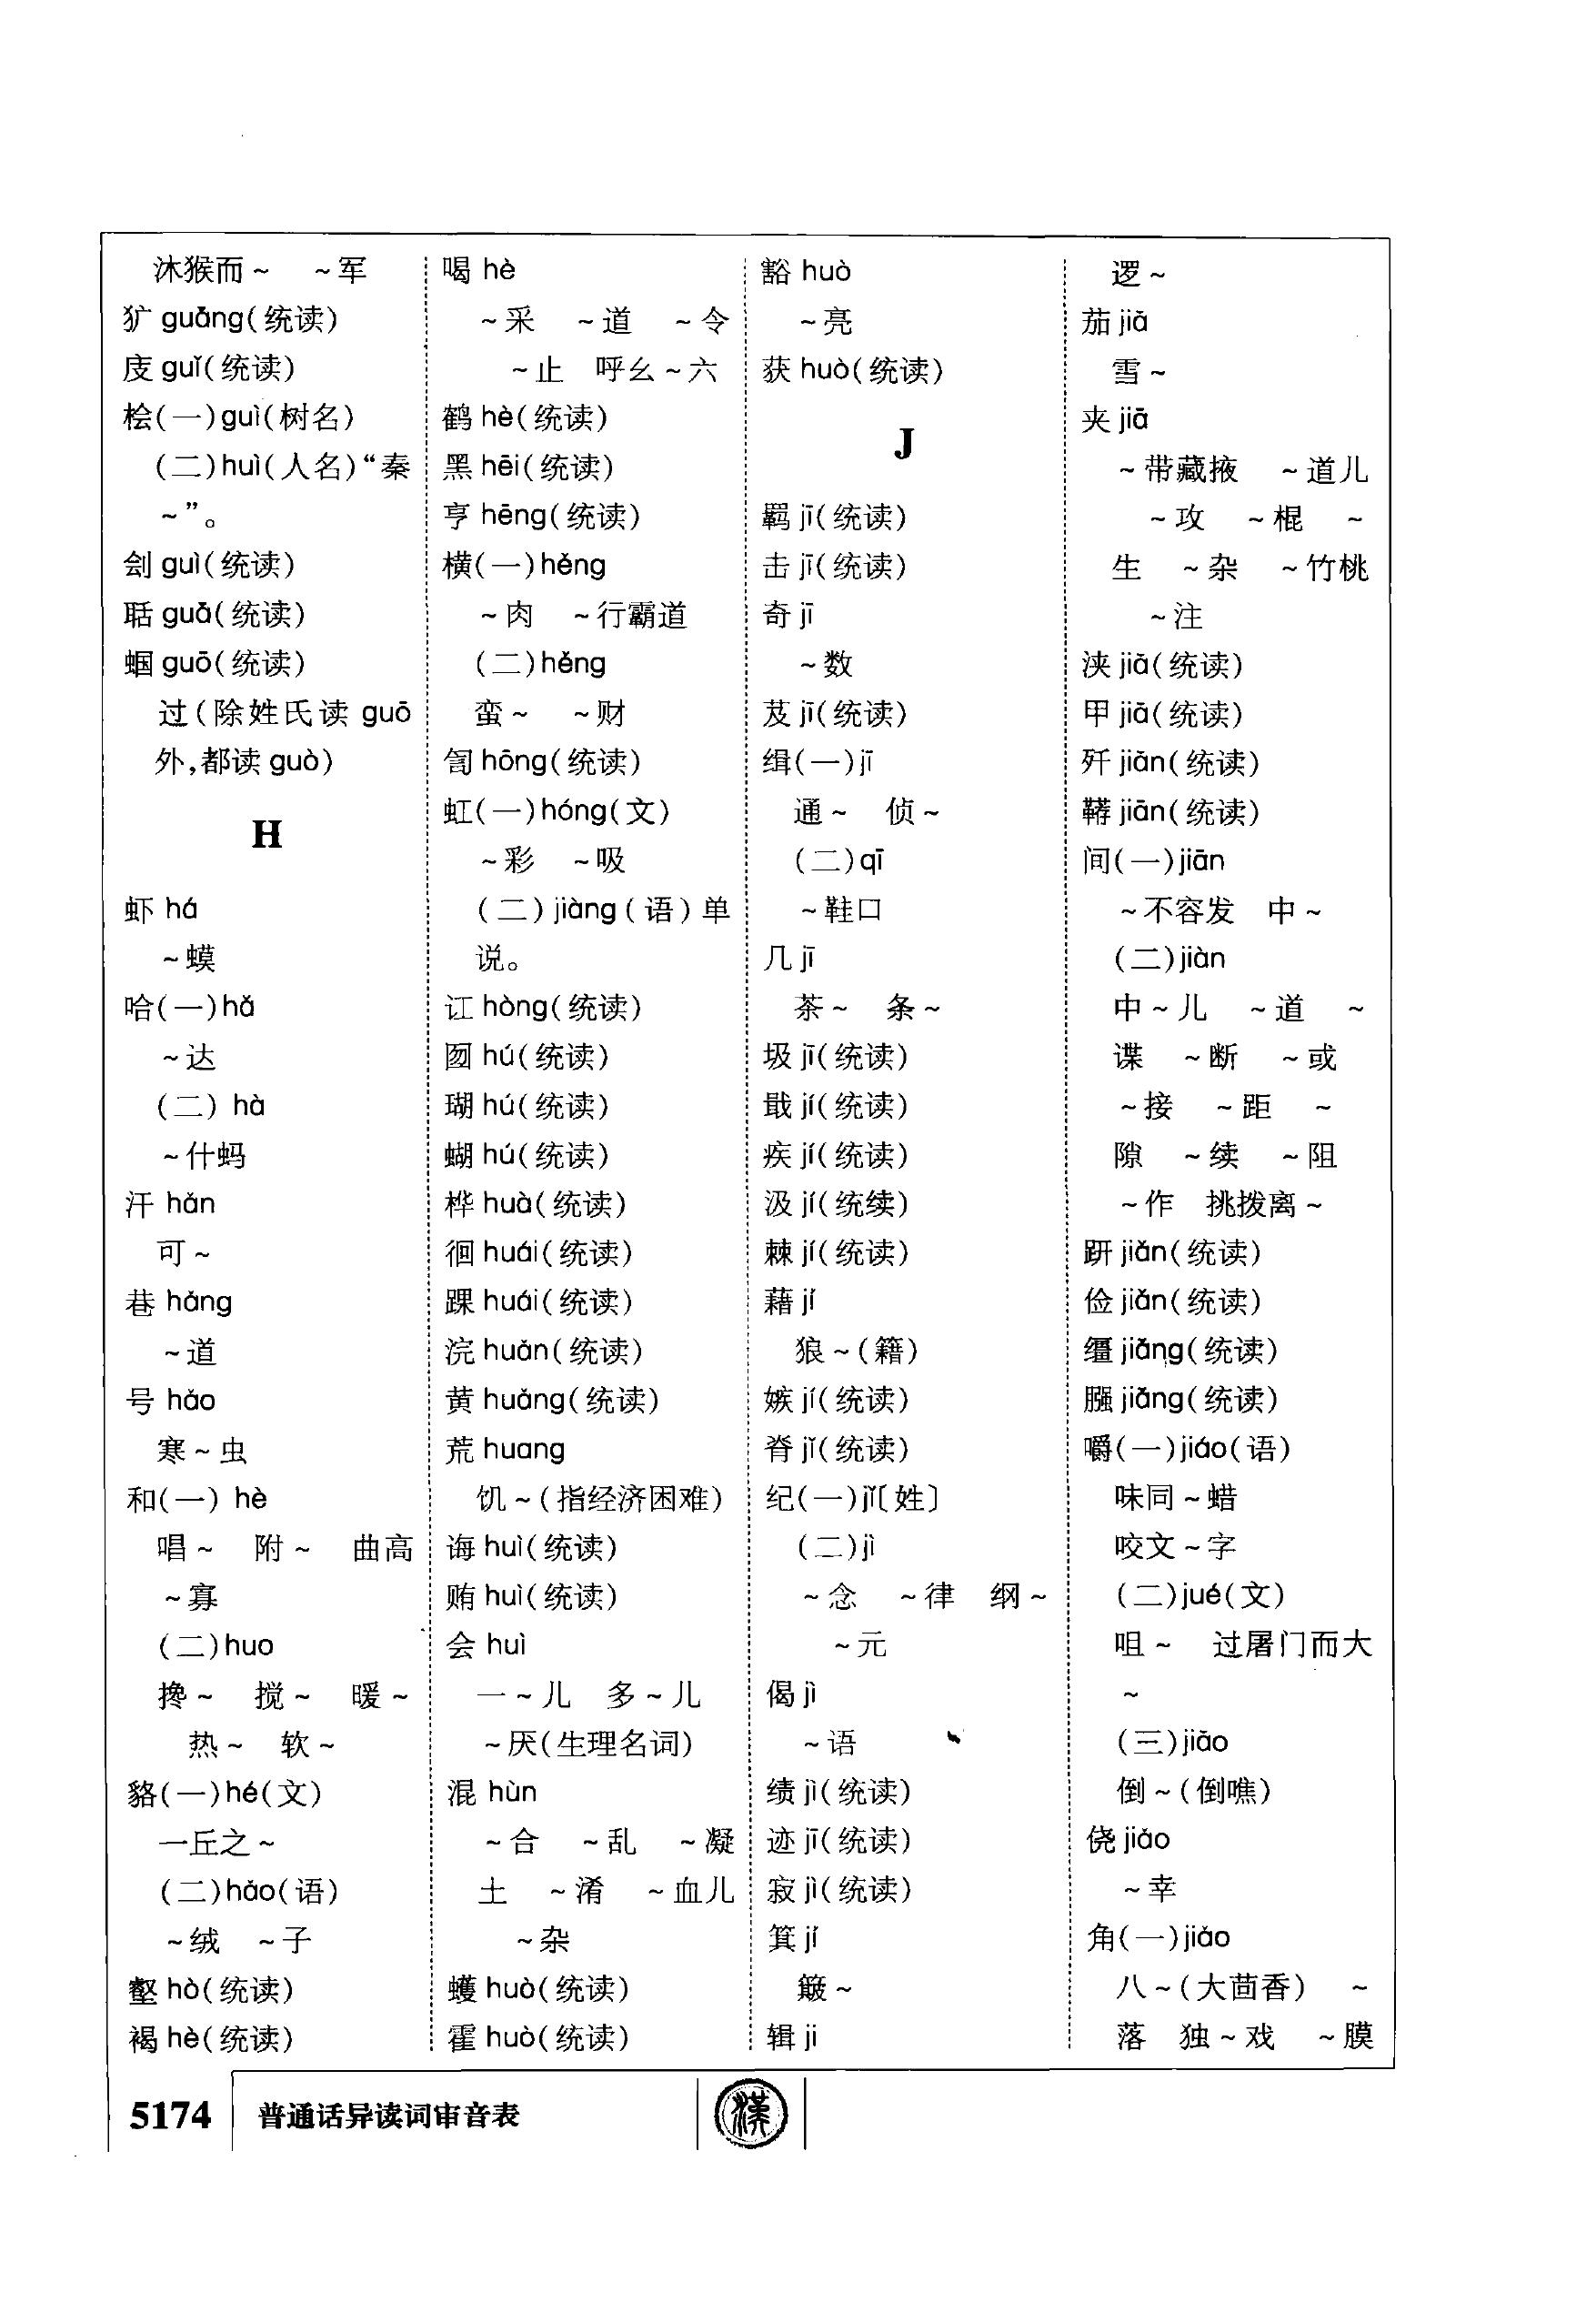 沐猴而～　～军
犷 guǎng(统读)
庋 guǐ(统读)
桧(一)guì(树名)
(二)huì(人名)“秦
～”。
刽 guì(统读)
聒 guǎ(统读)
蝈 guō(统读)
过(除姓氏读 guō
外,都读 guò)
H
虾 há
～蟆
哈(一)hǎ
～达
(二) hà
～什蚂
汗 hán
可～
巷 hàng
～道
号 háo
寒～虫
和(一) hè
唱～　附～　曲高
～寡
(二)huo
搀～　搅～　暖～
热～　软～
貉(一)hé(文)
一丘之～
(二)háo(语)
～绒　～子
壑 hò(统读)
褐 hè(统读)
喝 hè
～采　～道　～令
～止　呼幺～六
鹤 hè(统读)
黑 hēi(统读)
亨 hēng(统读)
横(一)hěng
～肉　～行霸道
(二)hěng
蛮～　～财
訇 hōng(统读)
虹(一)hóng(文)
～彩　～吸
(二)jiàng(语)单
说。
讧 hòng(统读)
囫 hú(统读)
瑚 hú(统读)
蝴 hú(统读)
桦 huà(统读)
徊 huái(统读)
踝 huái(统读)
浣 huàn(统读)
黄 huǎng(统读)
荒 huang
饥～(指经济困难)
诲 huì(统读)
贿 huì(统读)
会 huì
一～儿　多～儿
～厌(生理名词)
混 hùn
～合　～乱　～凝
土　～淆　～血儿
～杂
蠖 huò(统读)
霍 huò(统读)
豁 huò
～亮
获 huò(统读)
J
羁 jī(统读)
击 jī(统读)
奇 jī
～数
芨 jī(统读)
缉(一)jī
通～　侦～
(二)qī
～鞋口
几 jī
茶～　条～
圾 jī(统读)
戢 jí(统读)
疾 jí(统读)
汲 jí(统续)
棘 jí(统读)
藉 jí
狼～(籍)
嫉 jí(统读)
脊 jǐ(统读)
纪(一)jǐ〔姓〕
(二)jì
～念　～律　纲～
～元
偈 jì
～语
绩 jì(统读)
迹 jī(统读)
寂 jì(统读)
箕 jí
簸～
辑 ji
逻～
茄 jiā
雪～
夹 jiā
～带藏掖　～道儿
～攻　～棍　～
生　～杂　～竹桃
～注
浃 jiā(统读)
甲 jiǎ(统读)
歼 jiān(统读)
鞯 jiān(统读)
间(一)jiān
～不容发　中～
(二)jiàn
中～儿　～道　～
谍　～断　～或
～接　～距　～
隙　～续　～阻
～作　挑拨离～
趼 jiǎn(统读)
俭 jiǎn(统读)
缰 jiāng(统读)
膙 jiǎng(统读)
嚼(一)jiáo(语)
味同～蜡
咬文～字
(二)jué(文)
咀～　过屠门而大
～
(三)jiāo
倒～(倒噍)
侥 jiǎo
～幸
角(一)jiǎo
八～(大茴香)　～
落　独～戏　～膜
5174
普通话异读词审音表
漢